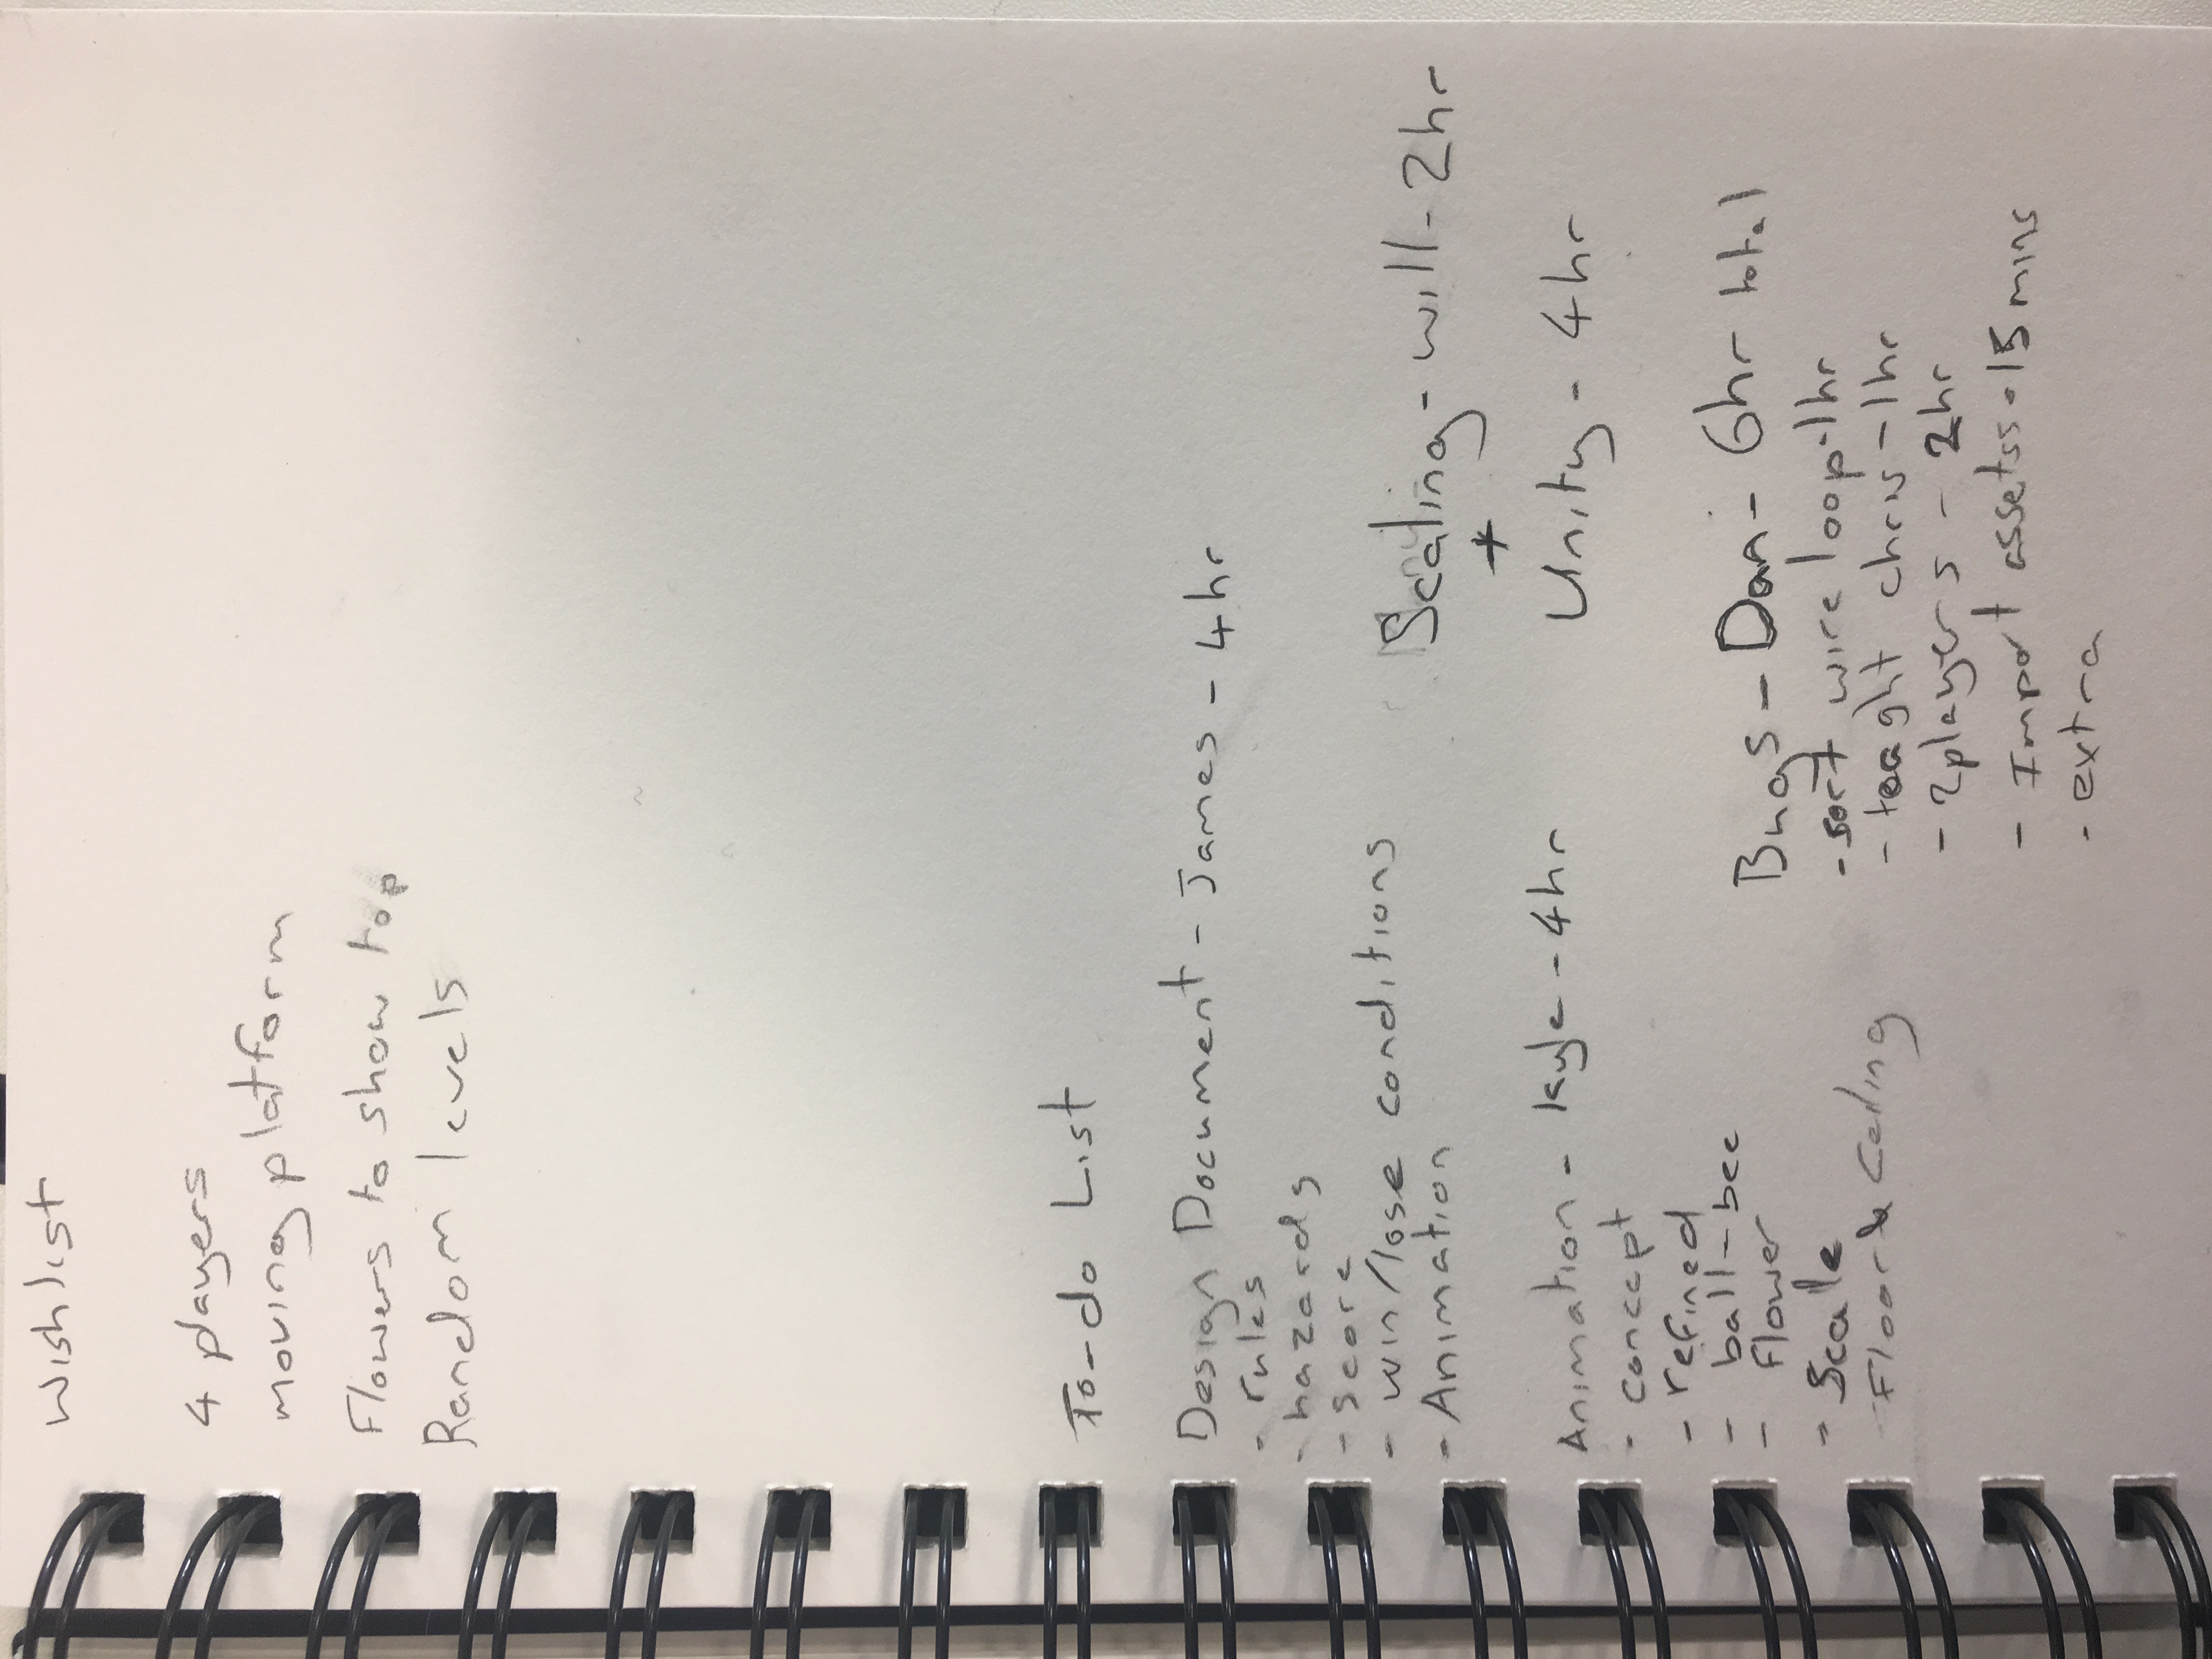 Wishlist
4 players
moving platform
Flowers to show top
Random levels
To-do List
Design Document - James - 4hr
- rules
- hazards
- score
- win/lose conditions
- Animation
Animation - Kyle - 4hr
- concept
- refined
- ball-bee
- flower
- Scale
- Floor & Ceiling
Scaling - will - 2hr
+
Unity - 4hr
Bugs - Dan - 6hr total
- sort wire loop - 1hr
- taught chris - 1hr
- 2players - 2hr
- Import assetss - 15 mins
- extra